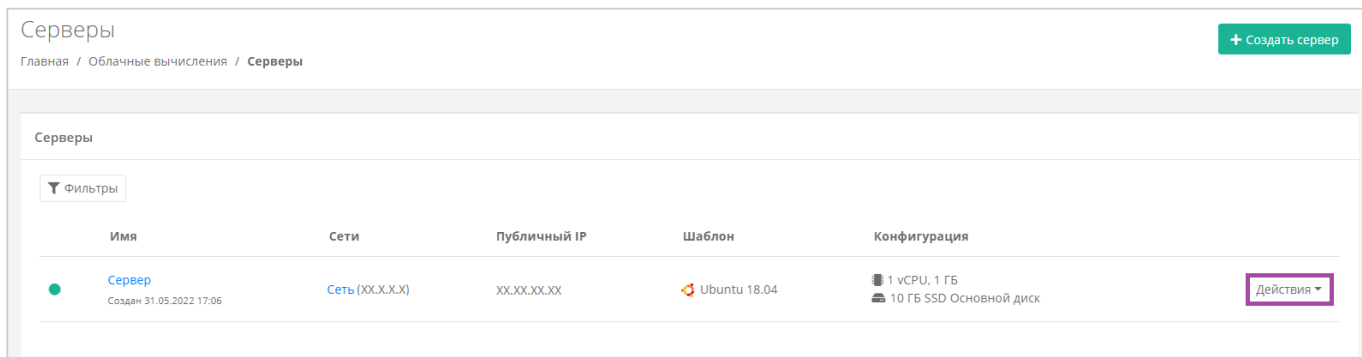 Серверы
+ Создать сервер
Главная / Облачные вычисления / Серверы
Серверы
Фильтры
Имя Сети Публичный IP Шаблон Конфигурация
Сервер Сеть (XX.X.X.X) XX.XX.XX.XX Ubuntu 18.04 1 vCPU, 1 ГБ Действия
Создан 31.05.2022 17:06 10 ГБ SSD Основной диск